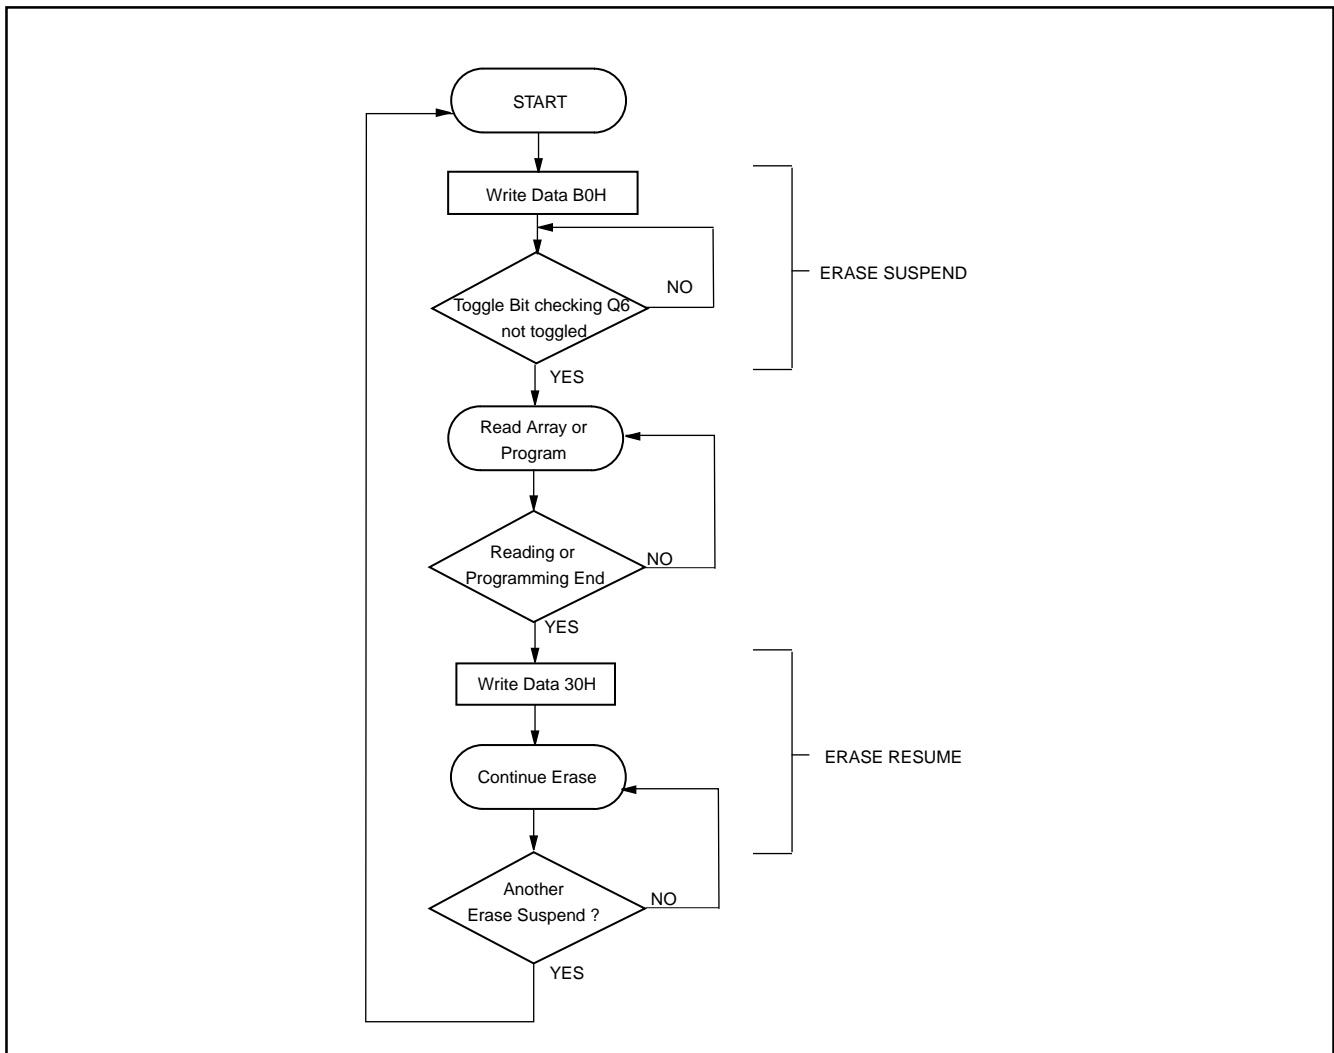 START
Write Data B0H
ERASE SUSPEND
NO
Toggle Bit checking Q6
not toggled
YES
Read Array or
Program
Reading or
NO
Programming End
YES
Write Data 30H
ERASE RESUME
Continue Erase
Another
NO
Erase Suspend ?
YES